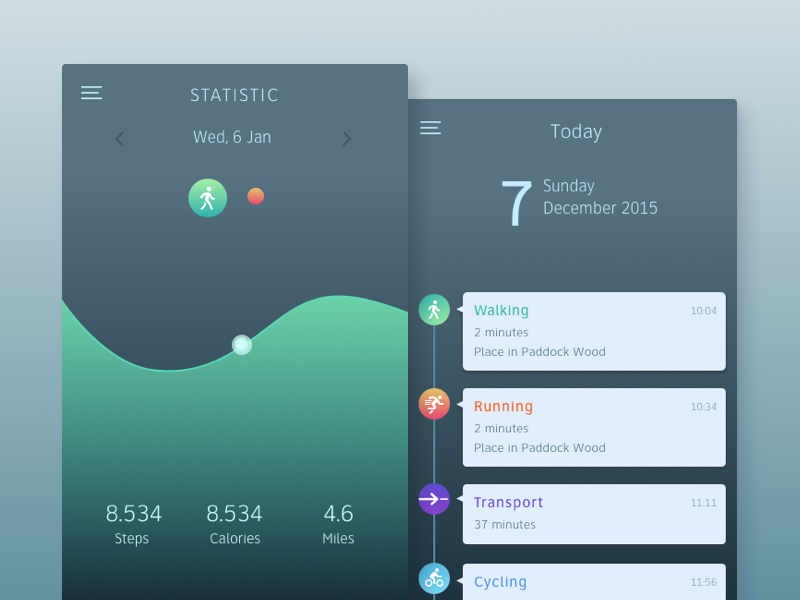 STATISTIC
Wed, 6 Jan
8.534
Steps
8.534
Calories
4.6
Miles
Today
7
Sunday
December 2015
Walking
10:04
2 minutes
Place in Paddock Wood
Running
10:34
2 minutes
Place in Paddock Wood
Transport
11:11
37 minutes
Cycling
11:56